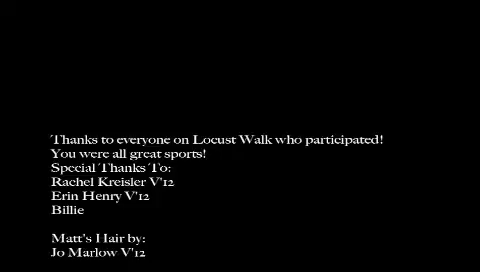 Thanks to everyone on Locust Walk who participated!
You were all great sports!
Special Thanks To:
Rachel Kreisler V'12
Erin Henry V'12
Billie
Matt's Hair by:
Jo Marlow V'12